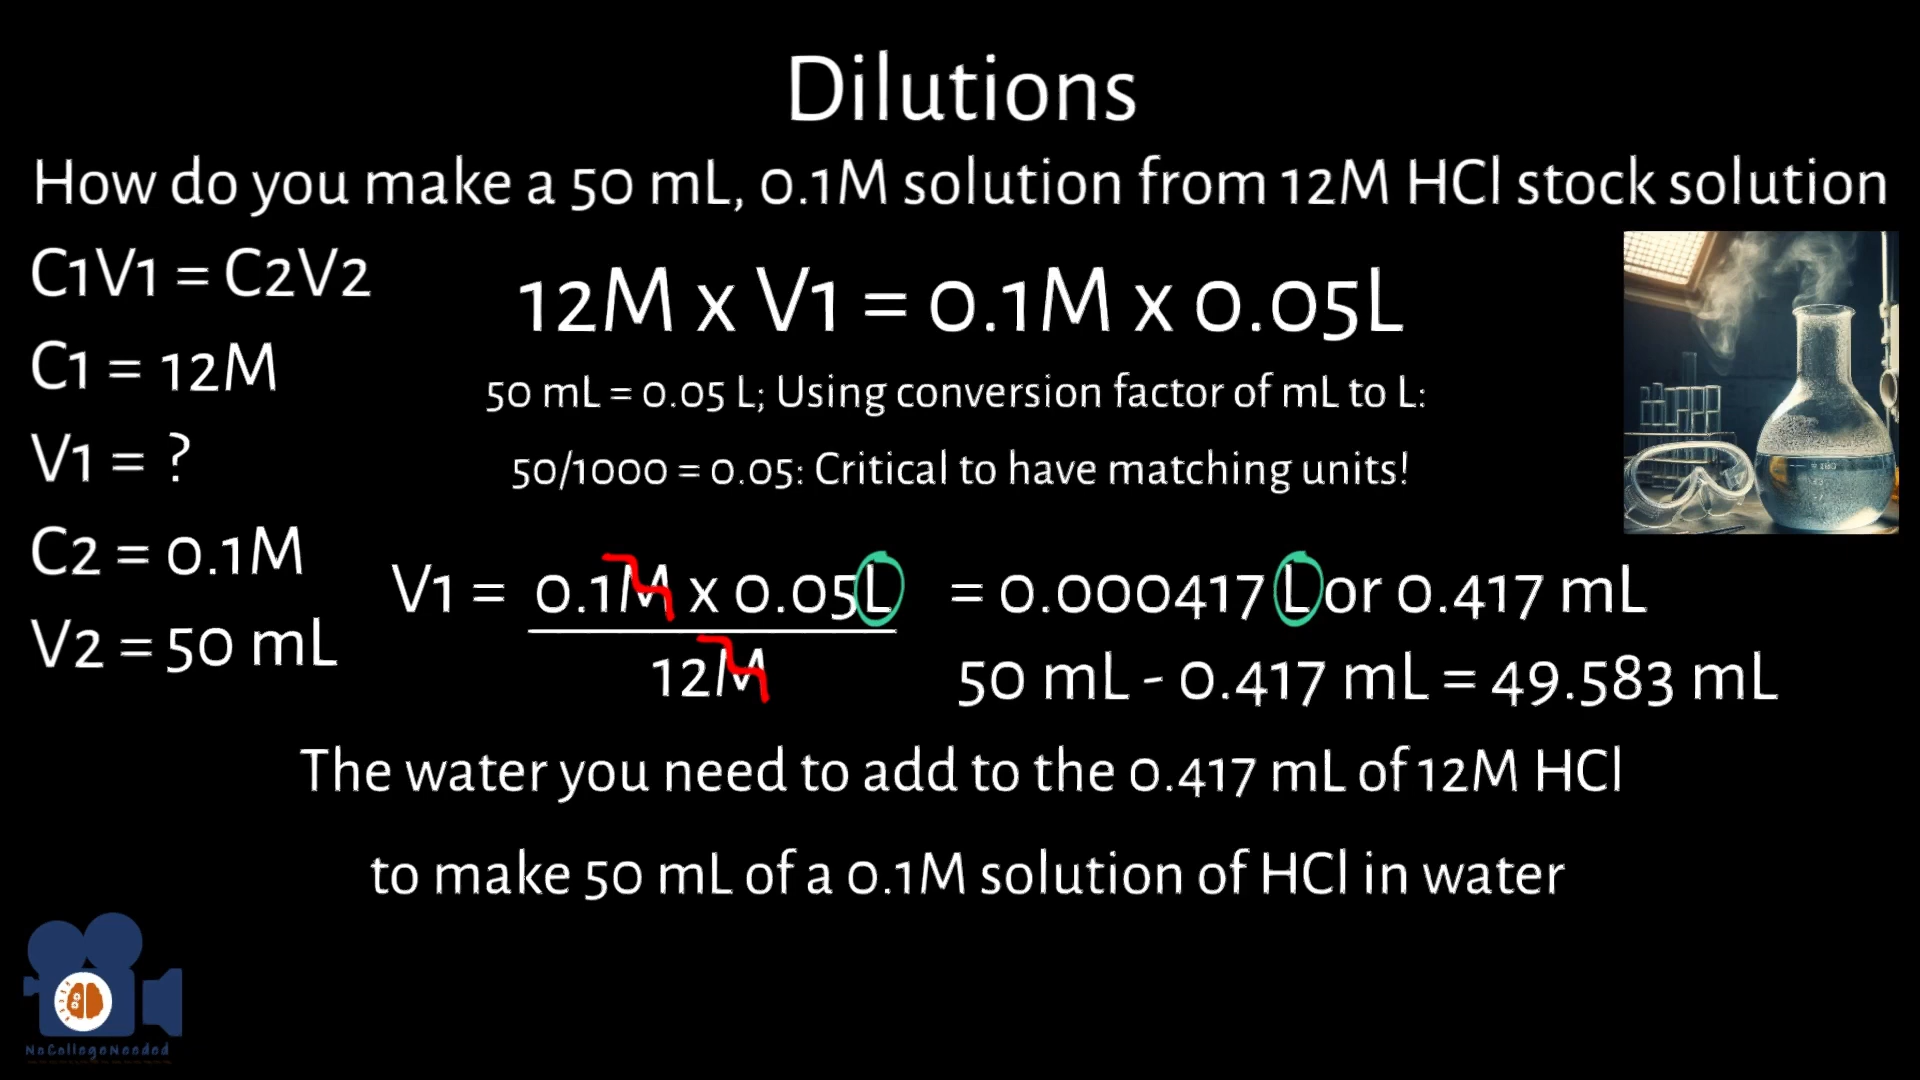 Dilutions
How do you make a 50 mL, 0.1M solution from 12M HCl stock solution
C1V1 = C2V2
C1 = 12M
V1 = ?
C2 = 0.1M
V2 = 50 mL
12M x V1 = 0.1M x 0.05L
50 mL = 0.05 L; Using conversion factor of mL to L:
50/1000 = 0.05: Critical to have matching units!
V1 = 0.1M x 0.05L = 0.000417 L or 0.417 mL
12M
50 mL - 0.417 mL = 49.583 mL
The water you need to add to the 0.417 mL of 12M HCl
to make 50 mL of a 0.1M solution of HCl in water
NoCollegeNeeded